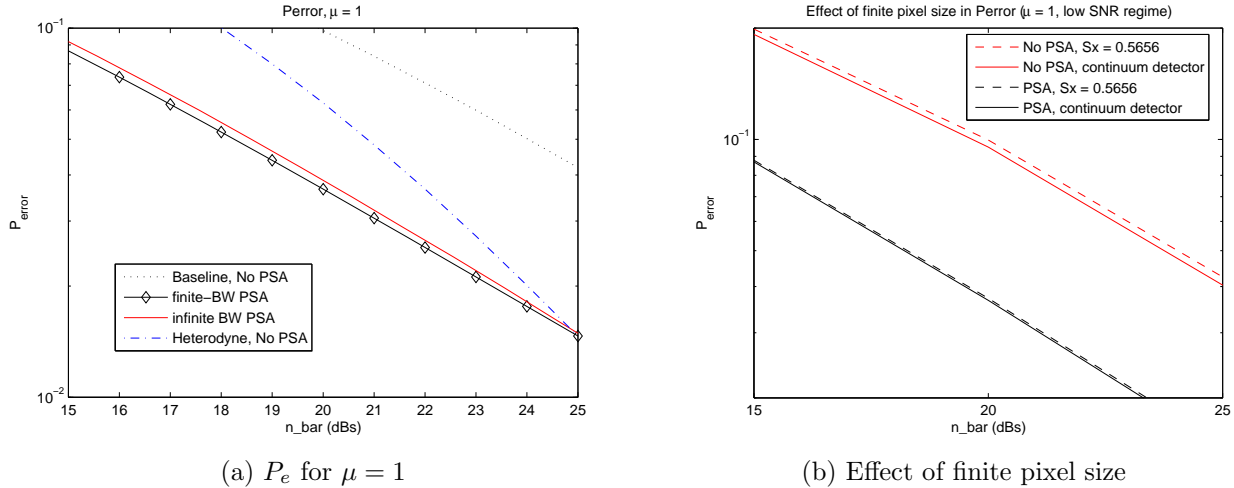 Perror, μ = 1
10⁻¹
10⁻²
P_error
15 16 17 18 19 20 21 22 23 24 25
n_bar (dBs)
Baseline, No PSA
finite−BW PSA
infinite BW PSA
Heterodyne, No PSA
(a) Pₑ for μ = 1
Effect of finite pixel size in Perror (μ = 1, low SNR regime)
10⁻¹
P_error
15 20 25
n_bar (dBs)
No PSA, Sx = 0.5656
No PSA, continuum detector
PSA, Sx = 0.5656
PSA, continuum detector
(b) Effect of finite pixel size